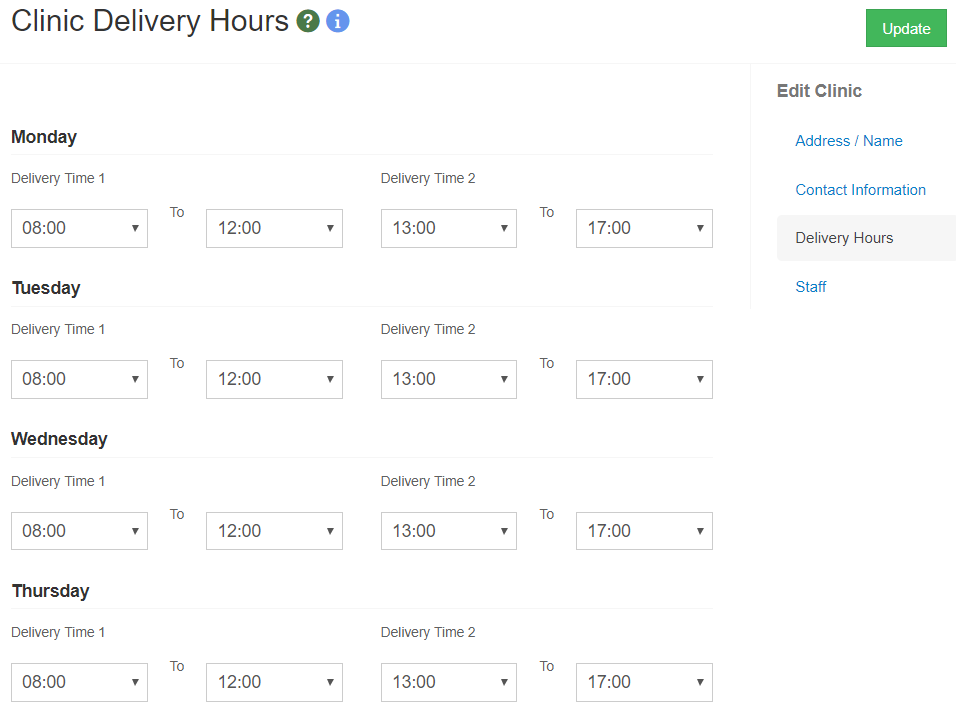 Clinic Delivery Hours ? i
Update
Edit Clinic
Address / Name
Contact Information
Delivery Hours
Staff
Monday
Delivery Time 1 Delivery Time 2
08:00 To 12:00 13:00 To 17:00
Tuesday
Delivery Time 1 Delivery Time 2
08:00 To 12:00 13:00 To 17:00
Wednesday
Delivery Time 1 Delivery Time 2
08:00 To 12:00 13:00 To 17:00
Thursday
Delivery Time 1 Delivery Time 2
08:00 To 12:00 13:00 To 17:00